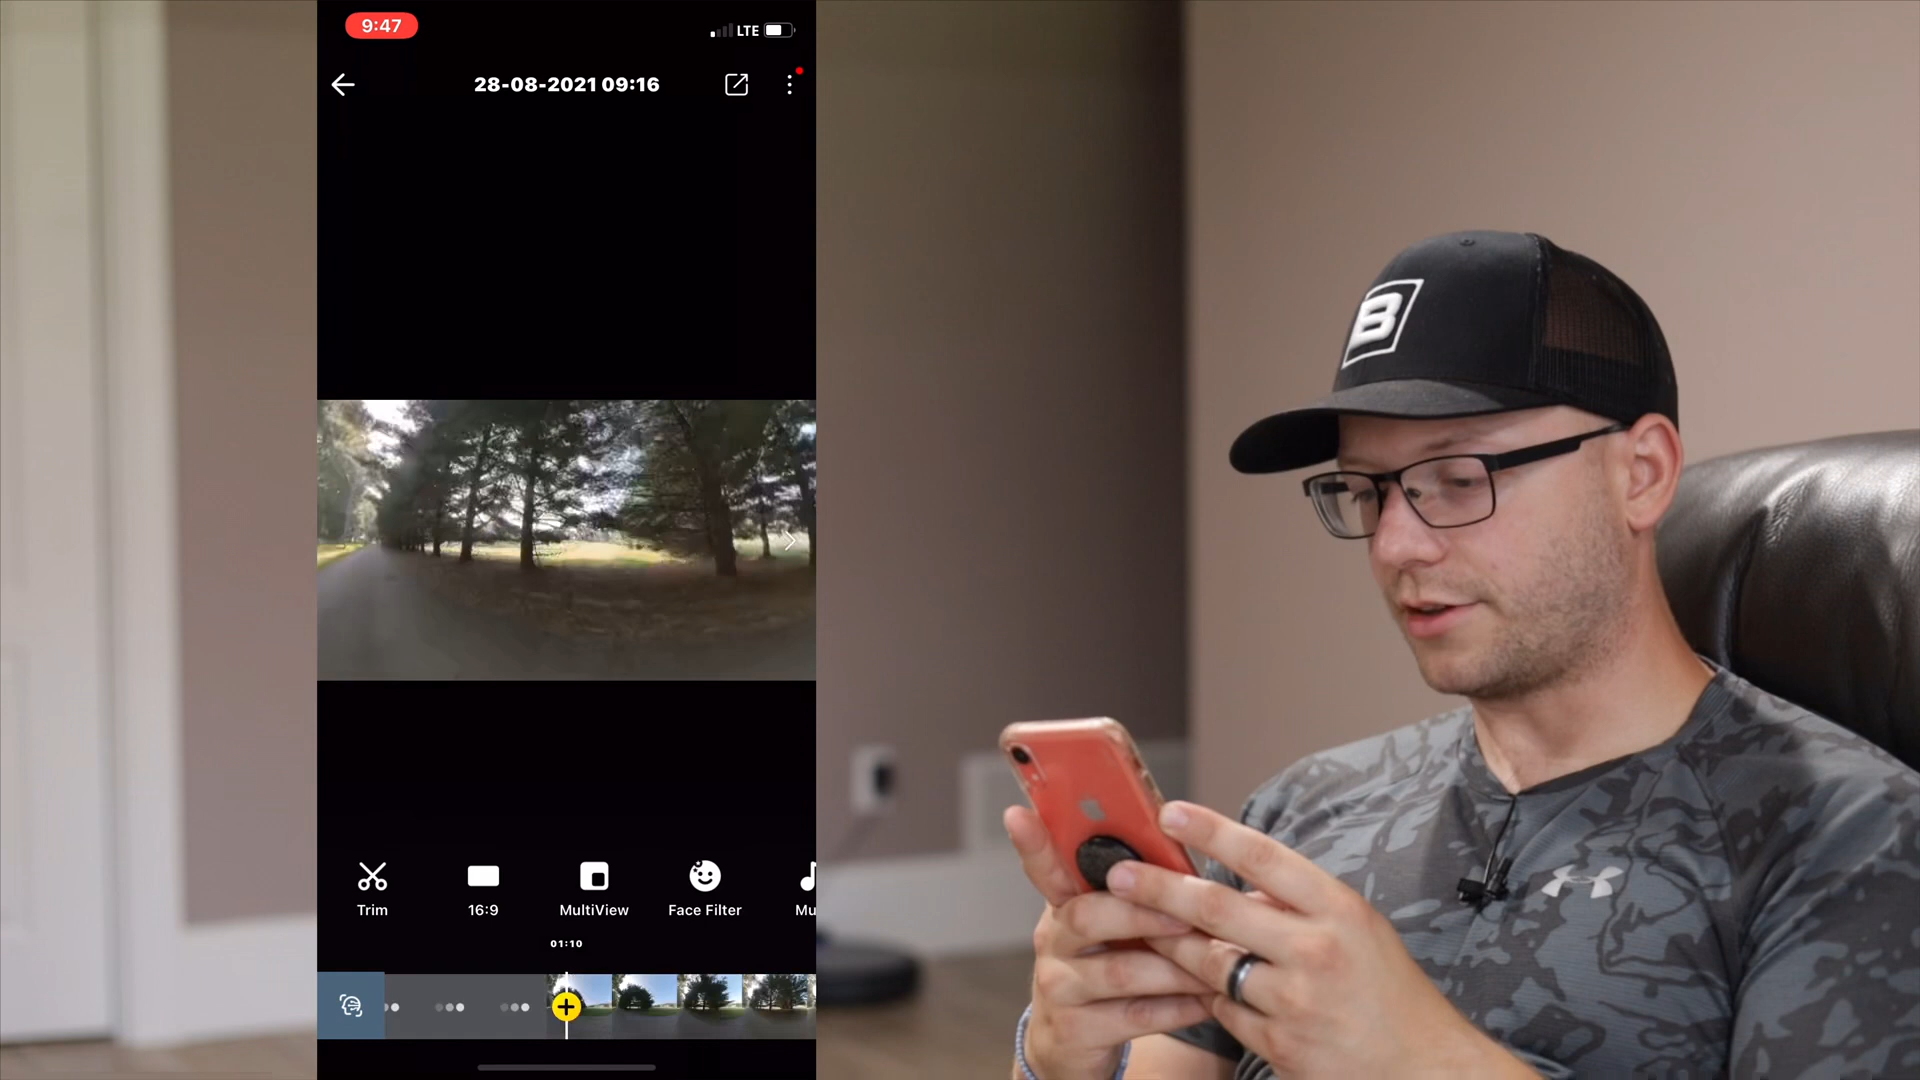 9:47
LTE
28-08-2021 09:16
Trim
16:9
MultiView
Face Filter
Mu
01:10
B